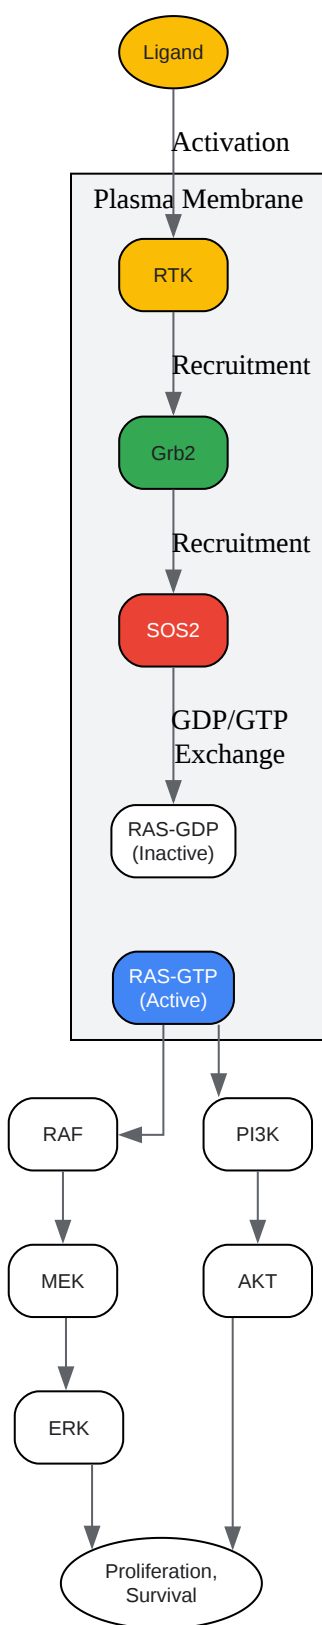 Ligand
Activation
Plasma Membrane
RTK
Recruitment
Grb2
Recruitment
SOS2
GDP/GTP
Exchange
RAS-GDP
(Inactive)
RAS-GTP
(Active)
RAF
PI3K
MEK
AKT
ERK
Proliferation,
Survival